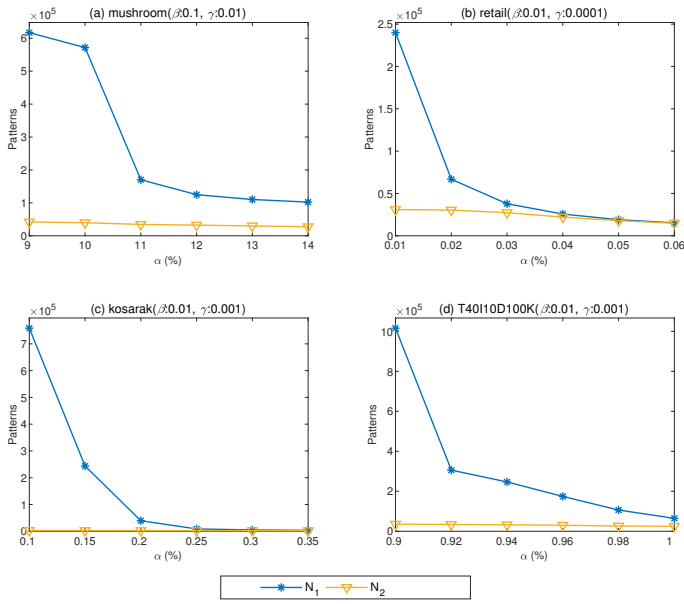 (a) mushroom(β:0.1, γ:0.01)
×10^5
Patterns
6
5
4
3
2
1
0
9 10 11 12 13 14
α (%)
(b) retail(β:0.01, γ:0.0001)
×10^5
Patterns
2.5
2
1.5
1
0.5
0
0.01 0.02 0.03 0.04 0.05 0.06
α (%)
(c) kosarak(β:0.01, γ:0.001)
×10^5
Patterns
7
6
5
4
3
2
1
0
0.1 0.15 0.2 0.25 0.3 0.35
α (%)
(d) T40I10D100K(β:0.01, γ:0.001)
×10^5
Patterns
10
8
6
4
2
0
0.9 0.92 0.94 0.96 0.98 1
α (%)
N_1 N_2